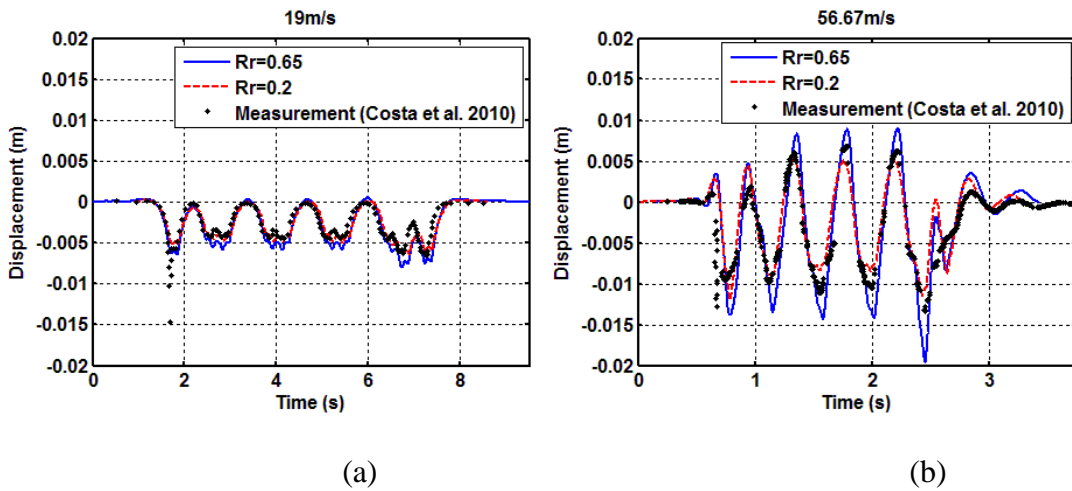 19m/s
0.02
0.015
0.01
0.005
0
-0.005
-0.01
-0.015
-0.02
Displacement (m)
Rr=0.65
Rr=0.2
Measurement (Costa et al. 2010)
0 2 4 6 8
Time (s)
(a)
56.67m/s
0.02
0.015
0.01
0.005
0
-0.005
-0.01
-0.015
-0.02
Displacement (m)
Rr=0.65
Rr=0.2
Measurement (Costa et al. 2010)
0 1 2 3
Time (s)
(b)